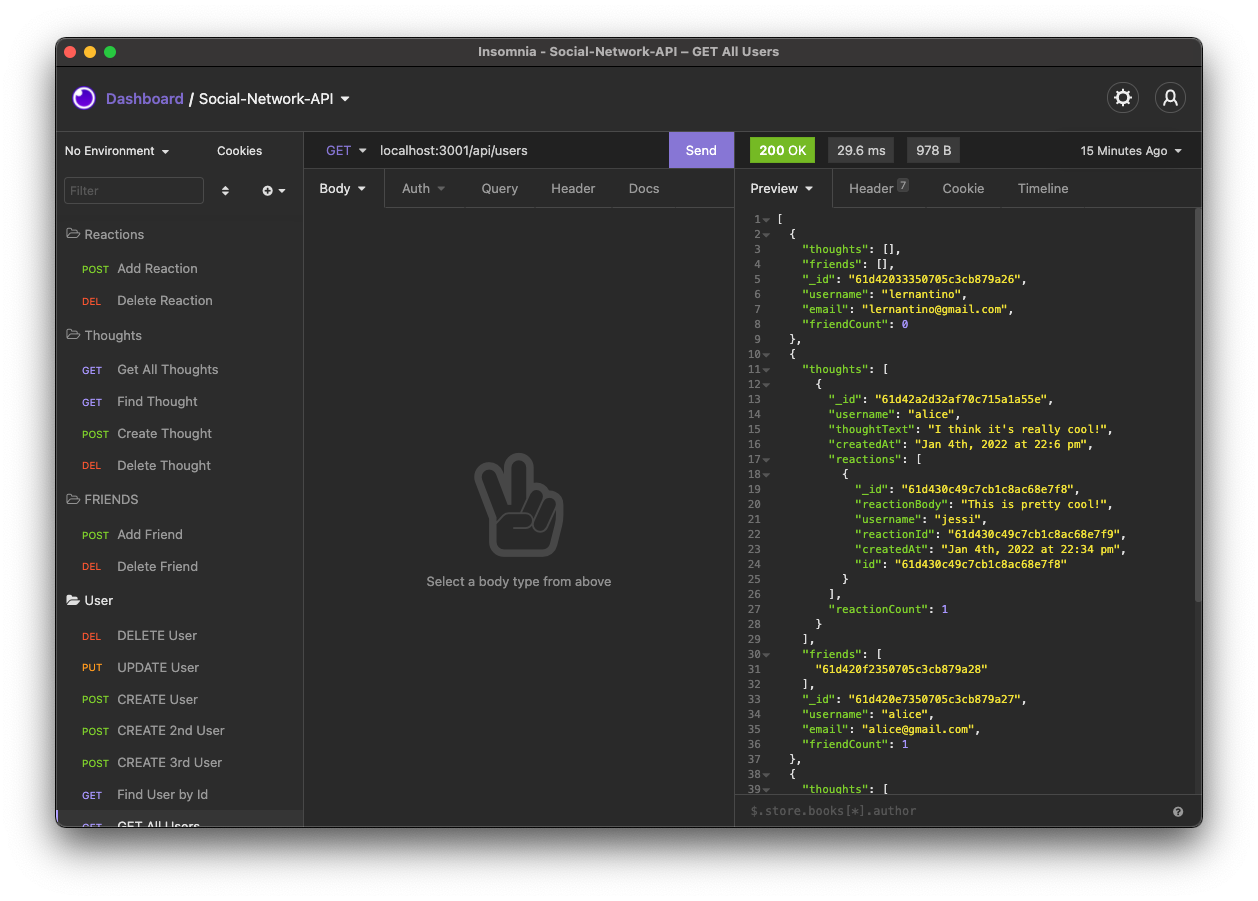 Insomnia - Social-Network-API – GET All Users
Dashboard / Social-Network-API
No Environment
Cookies
GET
localhost:3001/api/users
Send
200 OK
29.6 ms
978 B
15 Minutes Ago
Filter
Body
Auth
Query
Header
Docs
Preview
Header 7
Cookie
Timeline
Reactions
POST Add Reaction
DEL Delete Reaction
Thoughts
GET Get All Thoughts
GET Find Thought
POST Create Thought
DEL Delete Thought
FRIENDS
POST Add Friend
DEL Delete Friend
User
DEL DELETE User
PUT UPDATE User
POST CREATE User
POST CREATE 2nd User
POST CREATE 3rd User
GET Find User by Id
GET GET All Users
Select a body type from above
1 [
2 {
3 "thoughts": [],
4 "friends": [],
5 "_id": "61d42033350705c3cb879a26",
6 "username": "lernantino",
7 "email": "lernantino@gmail.com",
8 "friendCount": 0
9 },
10 {
11 "thoughts": [
12 {
13 "_id": "61d42a2d32af70c715a1a55e",
14 "username": "alice",
15 "thoughtText": "I think it's really cool!",
16 "createdAt": "Jan 4th, 2022 at 22:6 pm",
17 "reactions": [
18 {
19 "_id": "61d430c49c7cb1c8ac68e7f8",
20 "reactionBody": "This is pretty cool!",
21 "username": "jessi",
22 "reactionId": "61d430c49c7cb1c8ac68e7f9",
23 "createdAt": "Jan 4th, 2022 at 22:34 pm",
24 "id": "61d430c49c7cb1c8ac68e7f8"
25 }
26 ],
27 "reactionCount": 1
28 }
29 ],
30 "friends": [
31 "61d420f2350705c3cb879a28"
32 ],
33 "_id": "61d420e7350705c3cb879a27",
34 "username": "alice",
35 "email": "alice@gmail.com",
36 "friendCount": 1
37 },
38 {
39 "thoughts": [
$.store.books[*].author